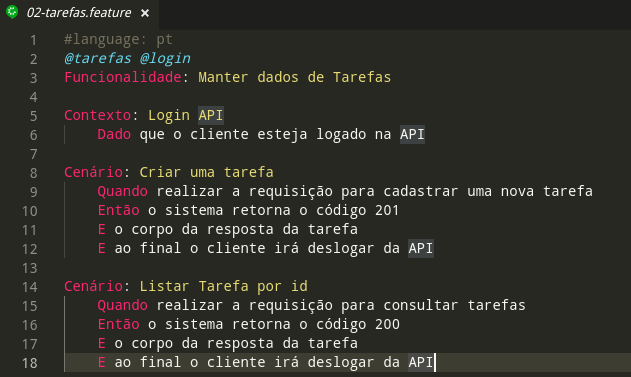 02-tarefas.feature ×
1 #language: pt
2 @tarefas @login
3 Funcionalidade: Manter dados de Tarefas
4
5 Contexto: Login API
6 Dado que o cliente esteja logado na API
7
8 Cenário: Criar uma tarefa
9 Quando realizar a requisição para cadastrar uma nova tarefa
10 Então o sistema retorna o código 201
11 E o corpo da resposta da tarefa
12 E ao final o cliente irá deslogar da API
13
14 Cenário: Listar Tarefa por id
15 Quando realizar a requisição para consultar tarefas
16 Então o sistema retorna o código 200
17 E o corpo da resposta da tarefa
18 E ao final o cliente irá deslogar da API